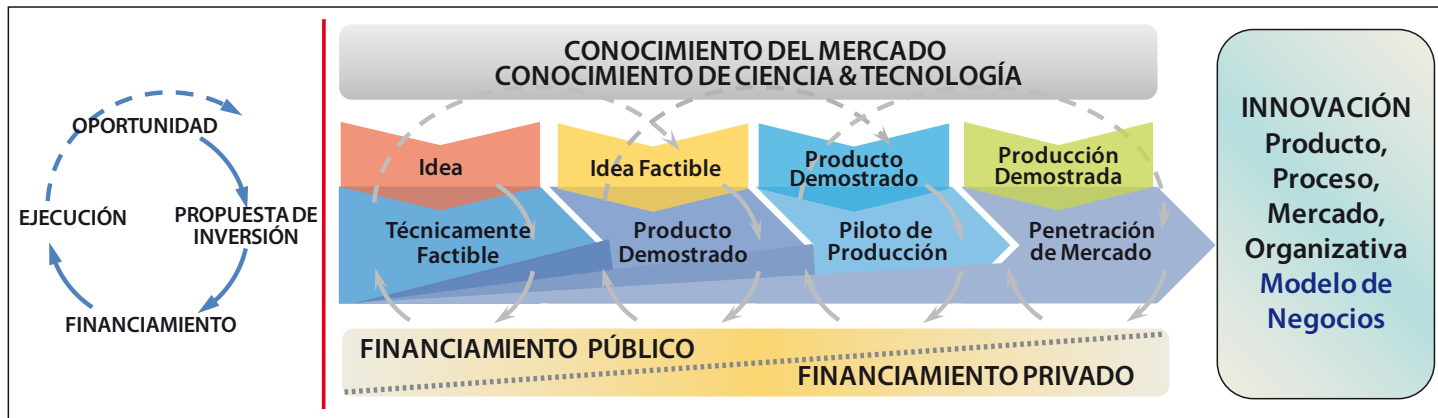 OPORTUNIDAD
PROPUESTA DE
INVERSIÓN
FINANCIAMIENTO
EJECUCIÓN
CONOCIMIENTO DEL MERCADO
CONOCIMIENTO DE CIENCIA & TECNOLOGÍA
Idea
Idea Factible
Producto
Demostrado
Producción
Demostrada
Técnicamente
Factible
Producto
Demostrado
Piloto de
Producción
Penetración
de Mercado
FINANCIAMIENTO PÚBLICO
FINANCIAMIENTO PRIVADO
INNOVACIÓN
Producto,
Proceso,
Mercado,
Organizativa
Modelo de
Negocios